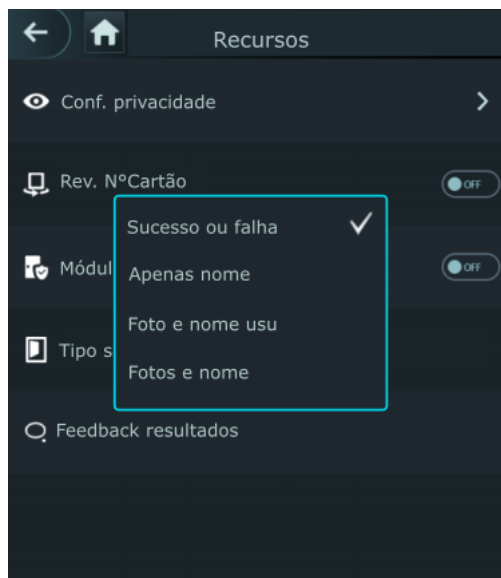 Recursos
Conf. privacidade
Rev. NºCartão
OFF
Sucesso ou falha
Módul
OFF
Apenas nome
Foto e nome usu
Tipo s
Fotos e nome
Feedback resultados